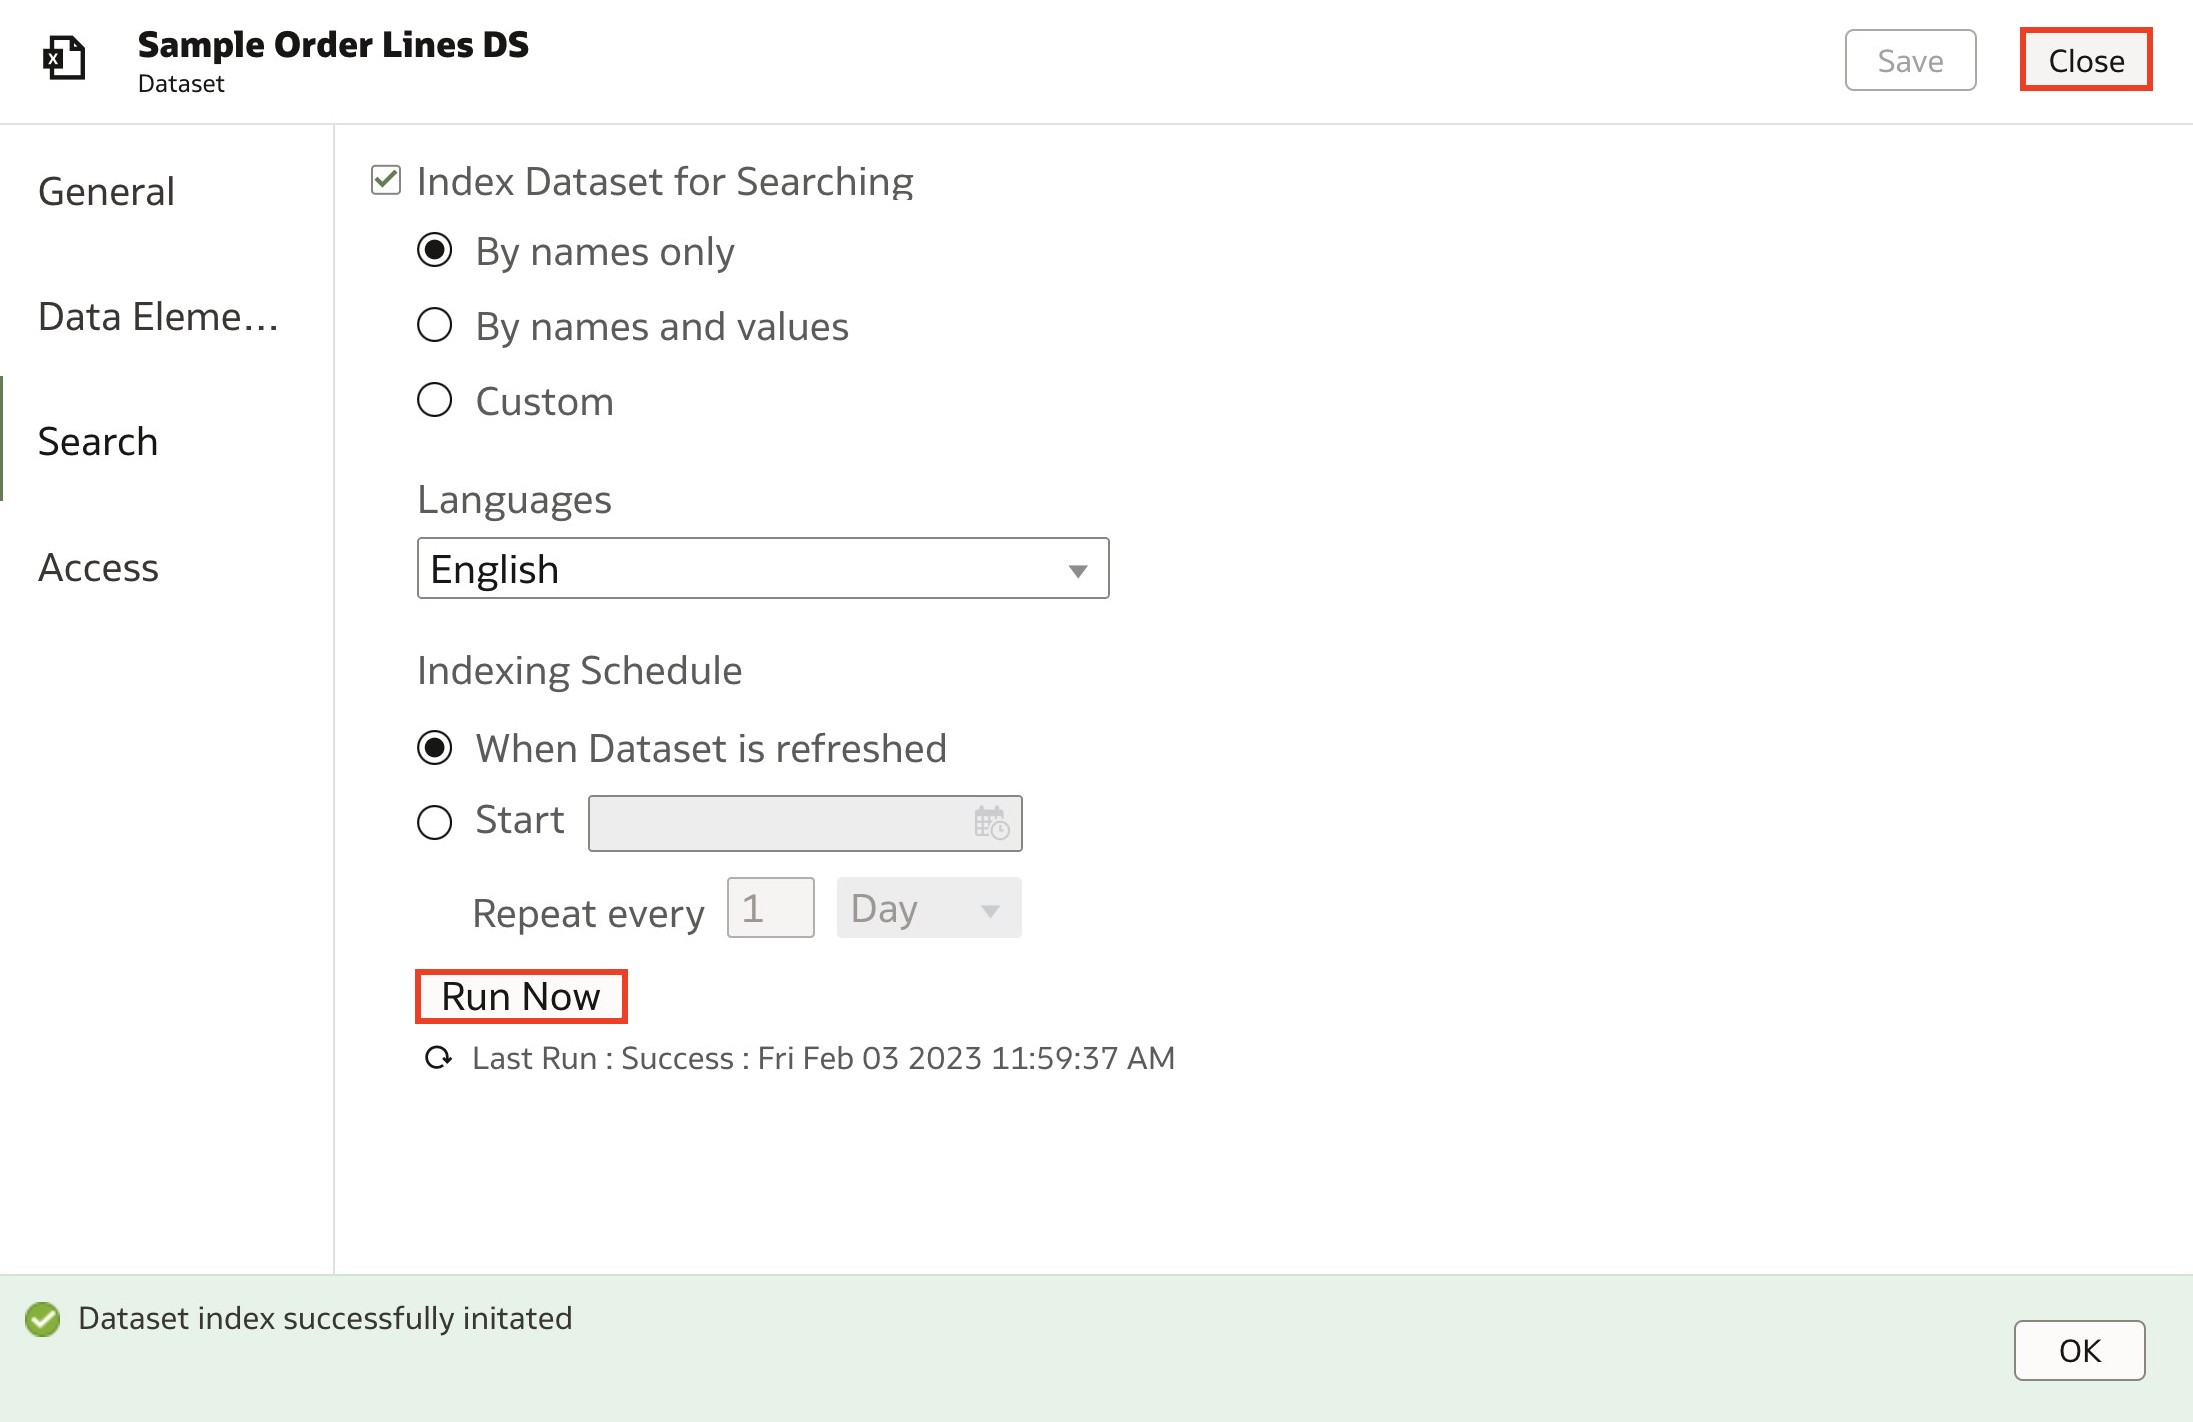 Sample Order Lines DS
Dataset
Save
Close
General
Data Eleme...
Search
Access
Index Dataset for Searching
By names only
By names and values
Custom
Languages
English
Indexing Schedule
When Dataset is refreshed
Start
Repeat every 1 Day
Run Now
Last Run : Success : Fri Feb 03 2023 11:59:37 AM
Dataset index successfully initated
OK